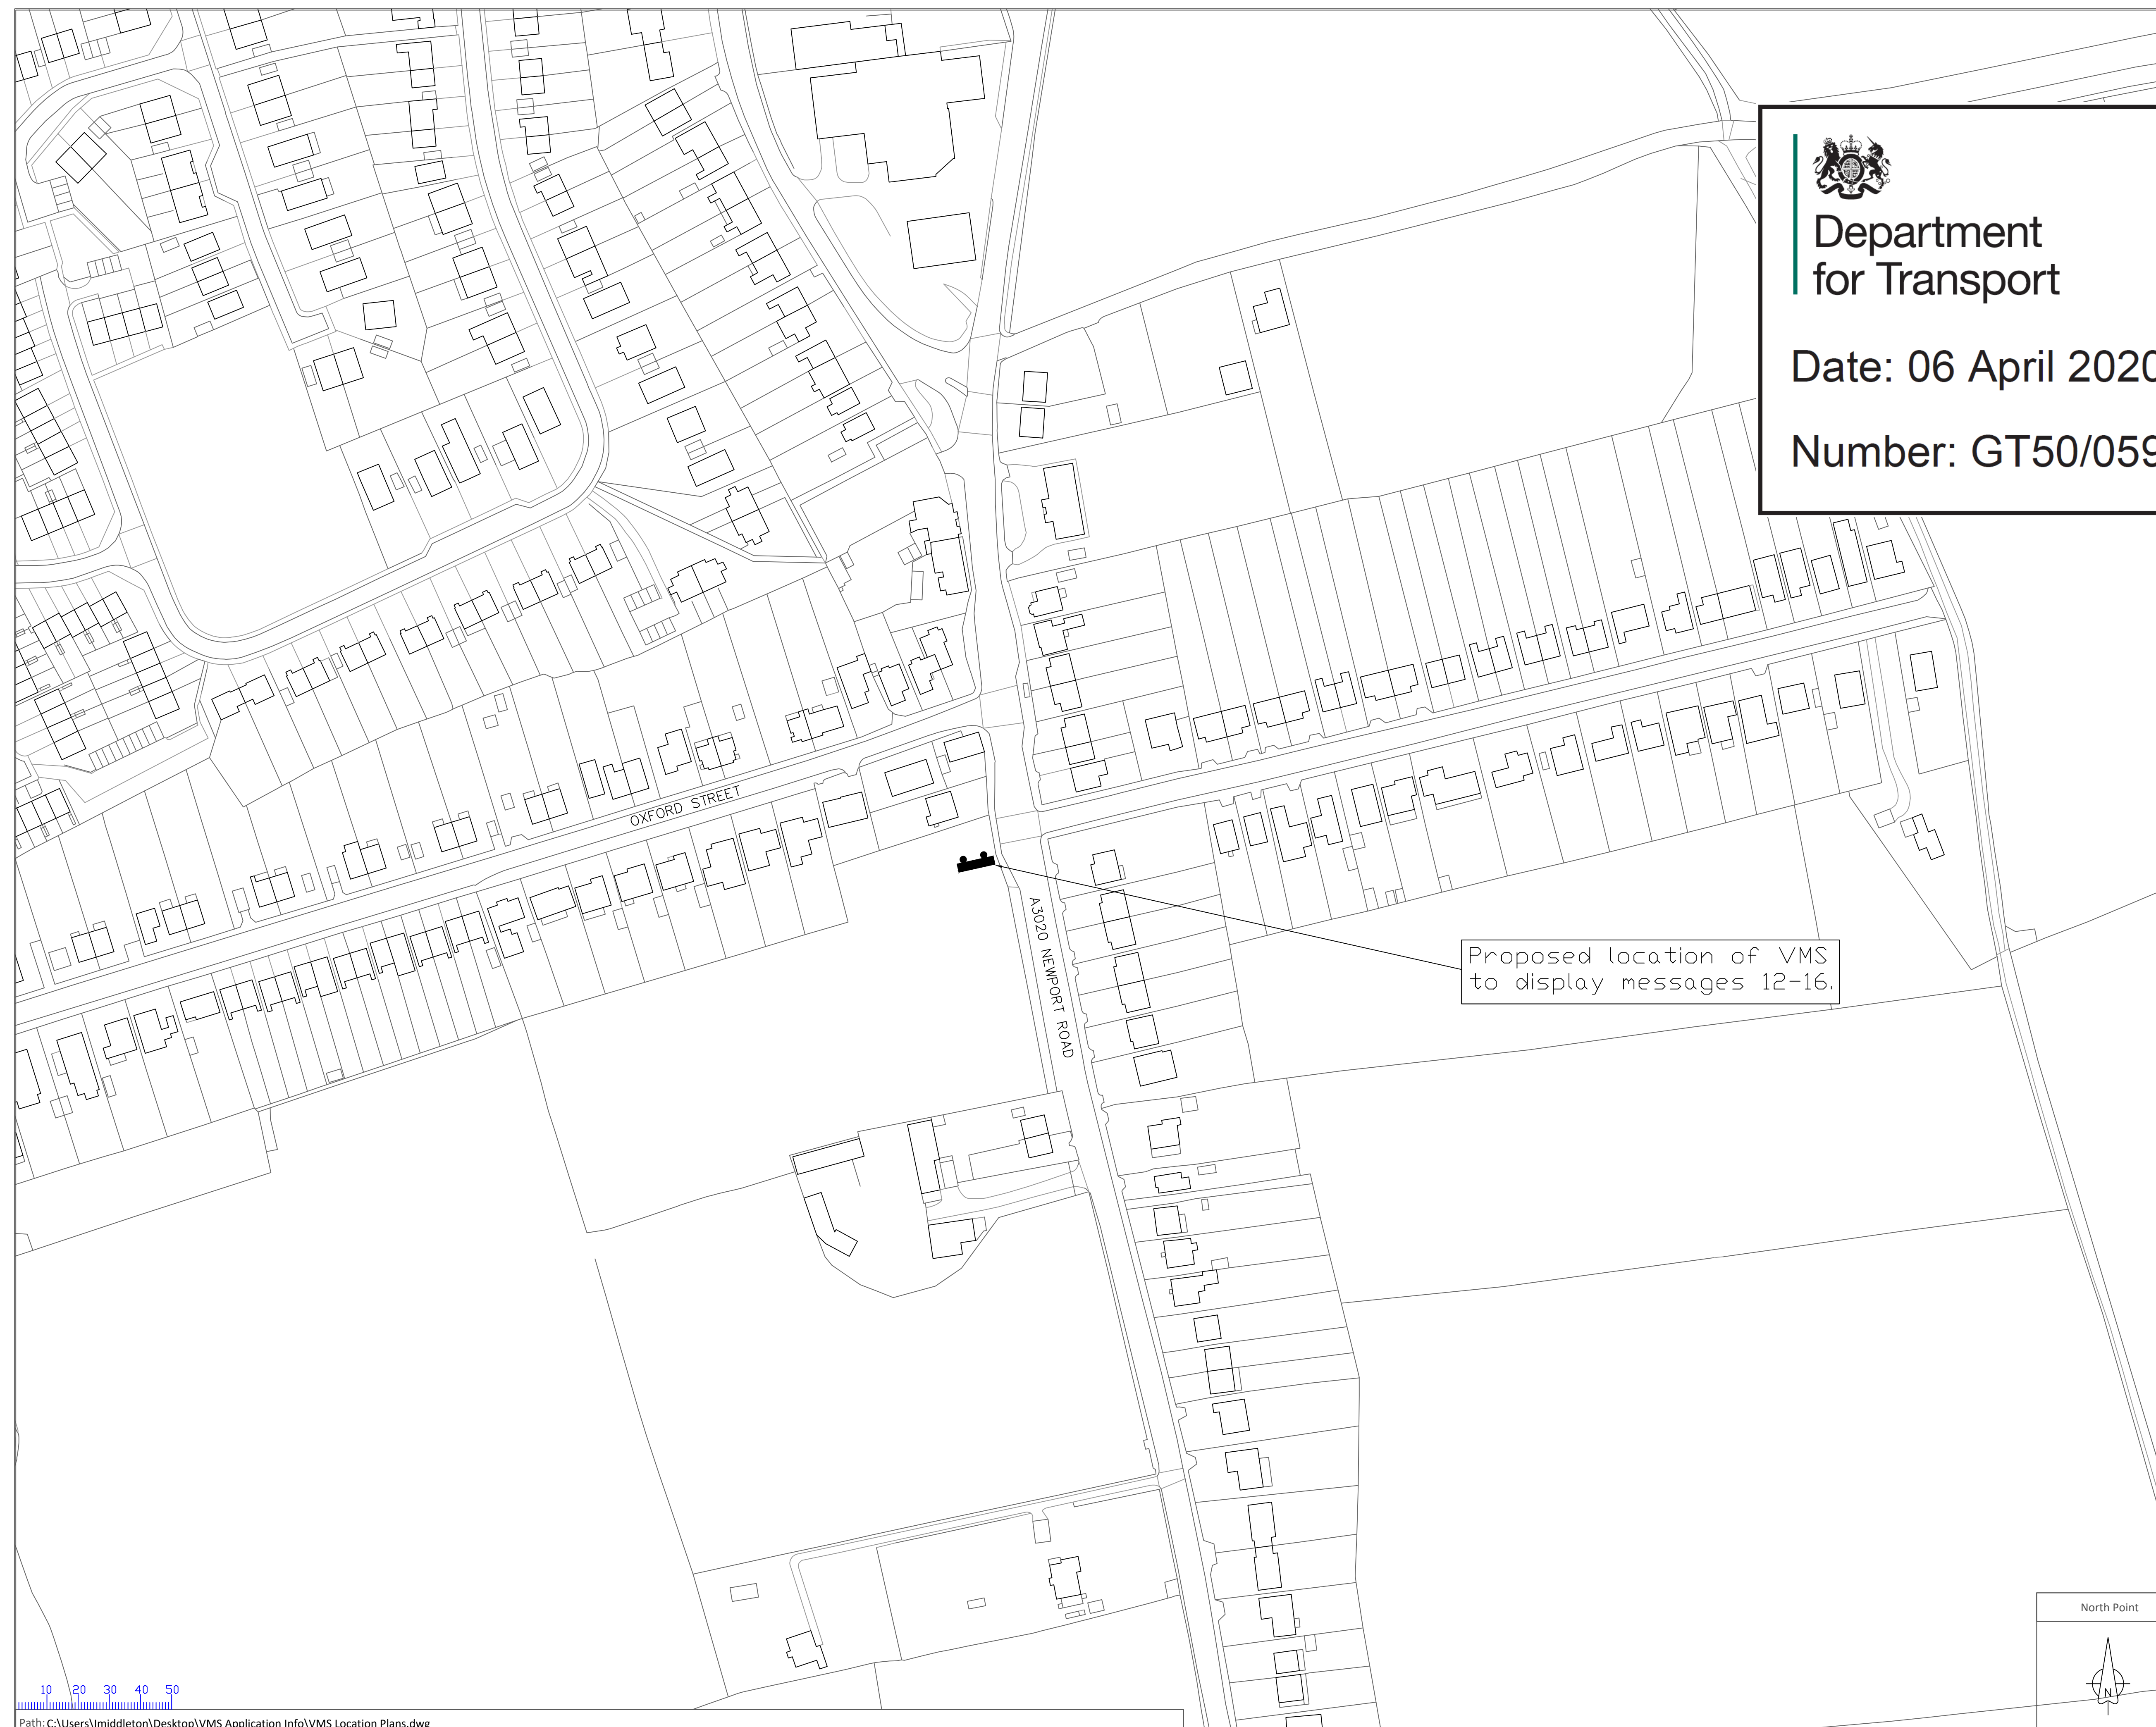 Department
for Transport
Date: 06 April 2020
Number: GT50/059
OXFORD STREET
A3020 NEWPORT ROAD
Proposed location of VMS
to display messages 12-16.
North Point
N
10 20 30 40 50
Path: C:\Users\lmiddleton\Desktop\VMS Application Info\VMS Location Plans.dwg